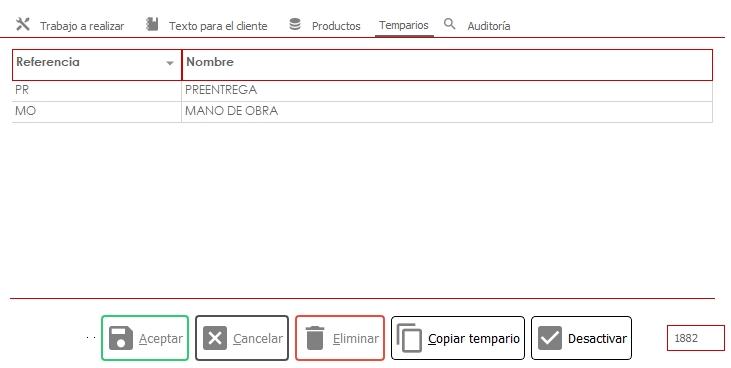 Trabajo a realizar Texto para el cliente Productos Temparios Auditoría
Referencia Nombre
PR PREENTREGA
MO MANO DE OBRA
. . Aceptar Cancelar Eliminar Copiar tempario Desactivar 1882